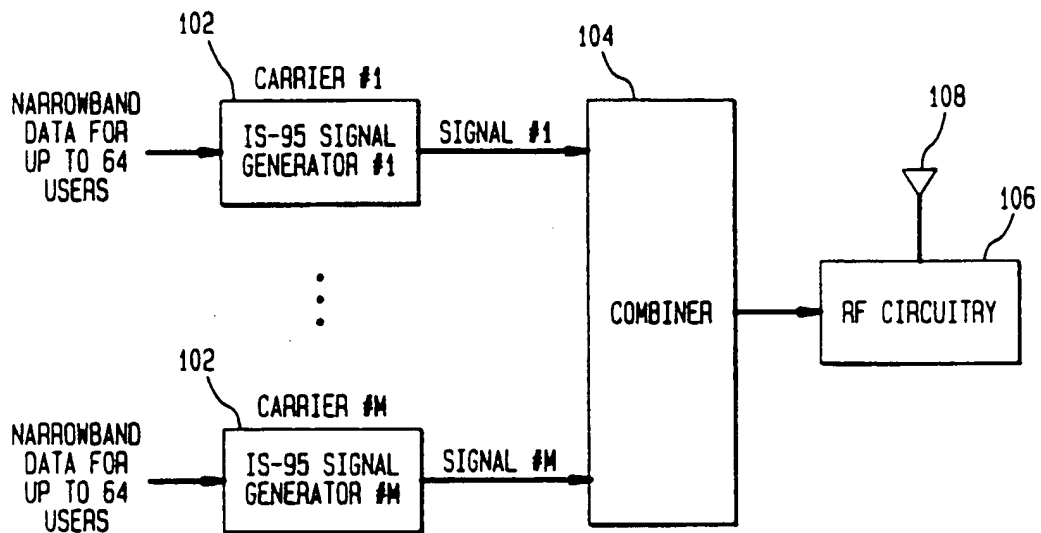 102
CARRIER #1
NARROWBAND
DATA FOR
UP TO 64
USERS
IS-95 SIGNAL
GENERATOR #1
SIGNAL #1
104
COMBINER
108
106
RF CIRCUITRY
102
CARRIER #M
NARROWBAND
DATA FOR
UP TO 64
USERS
IS-95 SIGNAL
GENERATOR #M
SIGNAL #M